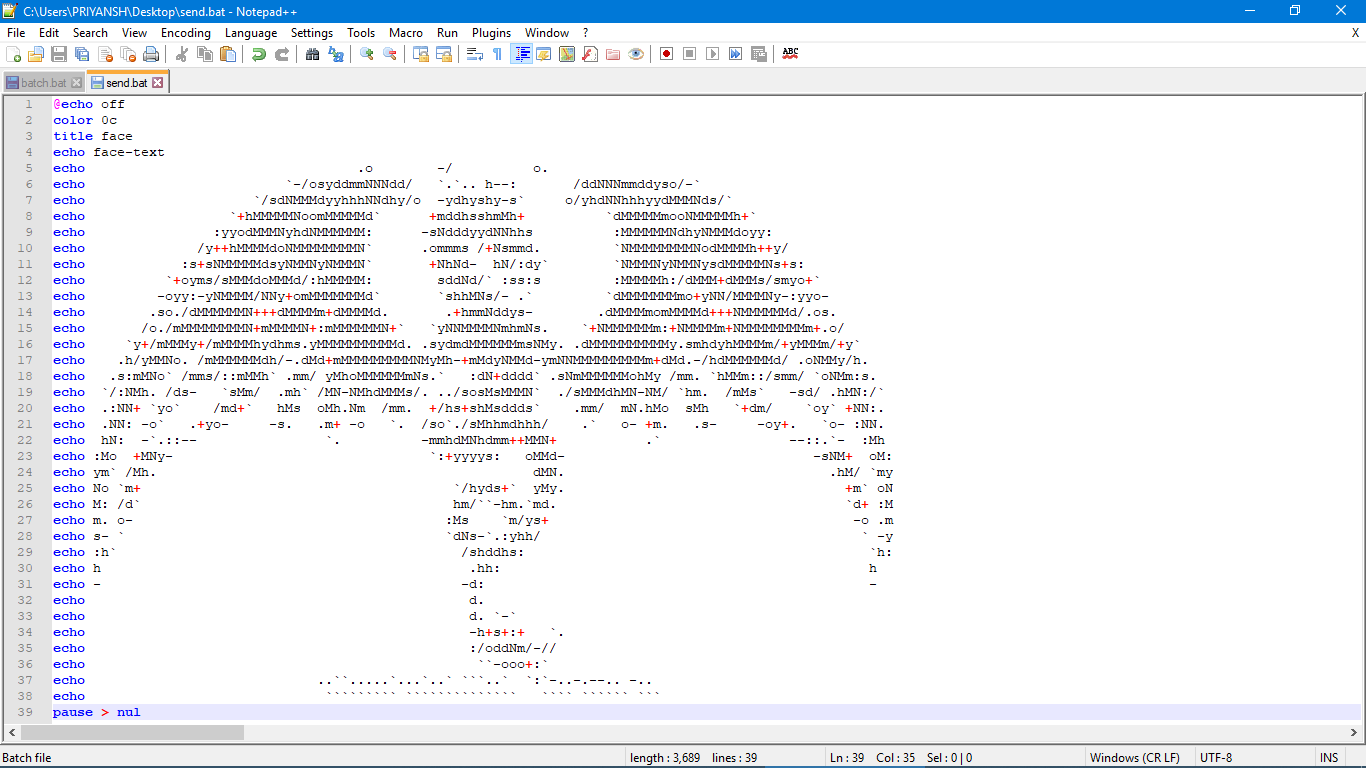 C:\Users\PRIYANSH\Desktop\send.bat - Notepad++
X
File Edit Search View Encoding Language Settings Tools Macro Run Plugins Window ?
ABC
batch.bat send.bat
1 @echo off
2 color 0c
3 title face
4 echo face-text
5 echo                                  .o        -/          o.
6 echo                         `-/osyddmmNNNdd/   `.`.. h--:       /ddNNNmmddyso/-`
7 echo                     `/sdNMMMdyyhhhNNdhy/o  -ydhyshy-s`     o/yhdNNhhhyydMMMNds/`
8 echo                  `+hMMMMMNoomMMMMMd`      +mddhsshmMh+          `dMMMMMmooNMMMMMh+`
9 echo                :yyodMMMNyhdNMMMMMM:      -sNdddyydNNhhs          :MMMMMMNdhyNMMMdoyy:
10 echo              /y++hMMMMdoNMMMMMMMMN`      .ommms /+Nsmmd.         `NMMMMMMMMNodMMMMh++y/
11 echo            :s+sNMMMMMdsyNMMNyNMMMN`       +NhNd-  hN/:dy`        `NMMMNyNMMNysdMMMMMNs+s:
12 echo          `+oyms/sMMMdoMMMd/:hMMMMM:        sddNd/` :ss:s          :MMMMMh:/dMMM+dMMMs/smyo+`
13 echo         -oyy:-yNMMMM/NNy+omMMMMMMMd`       `shhMNs/- .`         `dMMMMMMMmo+yNN/MMMMNy-:yyo-
14 echo        .so./dMMMMMMN+++dMMMMm+dMMMMd.       .+hmmNddys-         .dMMMMmomMMMMd+++NMMMMMMd/.os.
15 echo       /o./mMMMMMMMMN+mMMMMN+:mMMMMMMN+`   `yNNMMMMNmhmNs.    `+NMMMMMMm:+NMMMMm+NMMMMMMMMm+.o/
16 echo     `y+/mMMMy+/mMMMMhydhms.yMMMMMMMMMd. .sydmdMMMMMMmsNMy. .dMMMMMMMMMy.smhdyhMMMMm/+yMMMm/+y`
17 echo    .h/yMMNo. /mMMMMMMdh/-.dMd+mMMMMMMMMMNMyMh-+mMdyNMMd-ymNNMMMMMMMMMm+dMd.-/hdMMMMMMd/ .oNMMy/h.
18 echo   .s:mMNo` /mms/::mMMh` .mm/ yMhoMMMMMMmNs.`   :dN+dddd` .sNmMMMMMMohMy /mm. `hMMm::/smm/ `oNMm:s.
19 echo  `/:NMh. /ds-   `sMm/  .mh` /MN-NMhdMMMs/. ../sosMsMMMN`  ./sMMMdhMN-NM/ `hm.  /mMs`   -sd/ .hMN:/`
20 echo  .:NN+ `yo`    /md+`   hMs  oMh.Nm  /mm.  +/hs+shMsddds`    .mm/  mN.hMo  sMh   `+dm/    `oy` +NN:.
21 echo  .NN: -o`   .+yo-     -s.   .m+ -o   `.  /so`./sMhhmdhhh/    .`   o- +m.   .s-    -oy+.   `o- :NN.
22 echo  hN:  -`.::--                `.          -mmhdMNhdmm++MMN+           .`                --::.`-  :Mh
23 echo :Mo  +MNy-                                `:+yyyys:   oMMd-                               -sNM+  oM:
24 echo ym` /Mh.                                               dMN.                                 .hM/ `my
25 echo No `m+                                       `/hyds+`  yMy.                                   +m` oN
26 echo M: /d`                                       hm/``-hm.`md.                                    `d+ :M
27 echo m. o-                                       :Ms    `m/ys+                                      -o .m
28 echo s- `                                        `dNs-`.:yhh/                                        ` -y
29 echo :h`                                           /shddhs:                                           `h:
30 echo h                                              .hh:                                              h
31 echo -                                             -d:                                                -
32 echo                                                d.
33 echo                                                d. `-`
34 echo                                                -h+s+:+   `.
35 echo                                                :/oddNm/-//
36 echo                                                 ``-ooo+:`
37 echo                             ..``.....`...`..` ```..`  `:`-..-.--.. -..
38 echo                              ````````` ``````````````   ```` `````` ```
39 pause > nul
Batch file length : 3,689 lines : 39 Ln : 39 Col : 35 Sel : 0 | 0 Windows (CR LF) UTF-8 INS